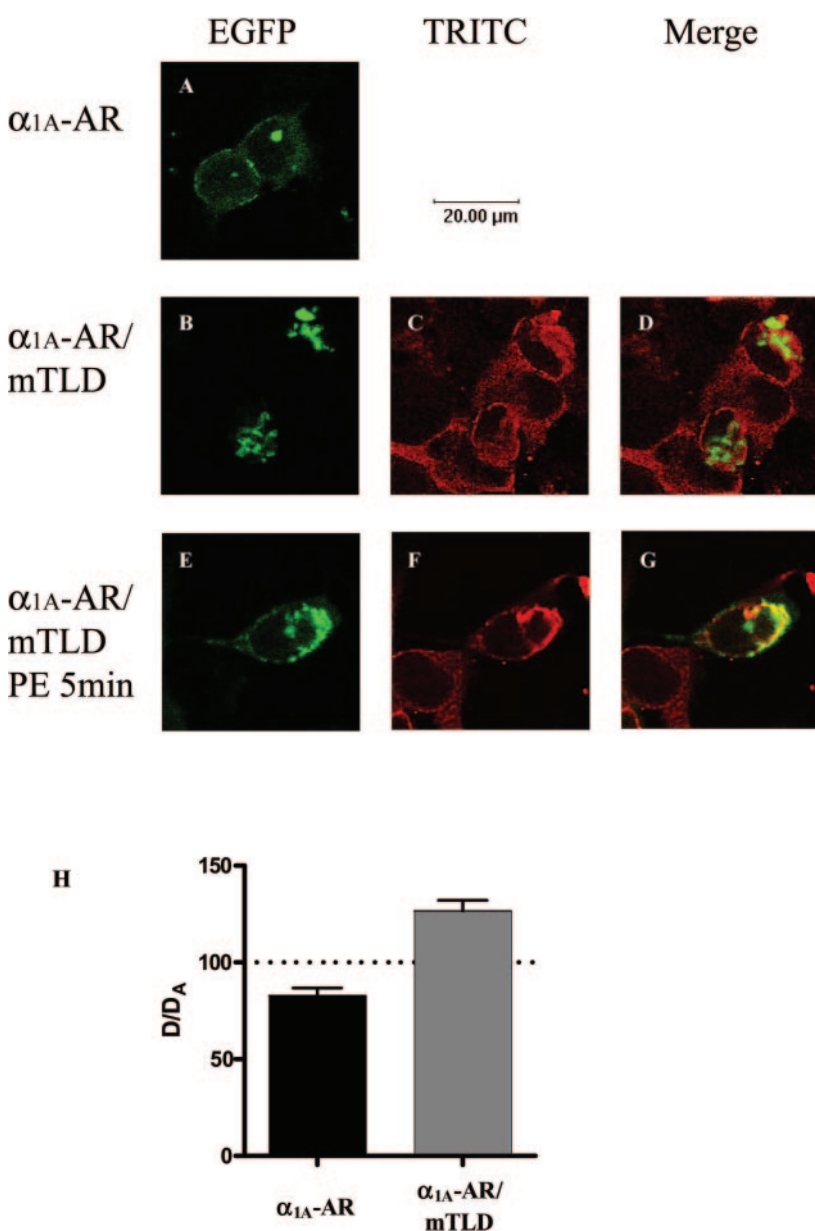 EGFP TRITC Merge
α1A-AR
A
20.00 µm
α1A-AR/
mTLD
B C D
α1A-AR/
mTLD
PE 5min
E F G
H
150
100
50
0
D/DA
α1A-AR
α1A-AR/
mTLD